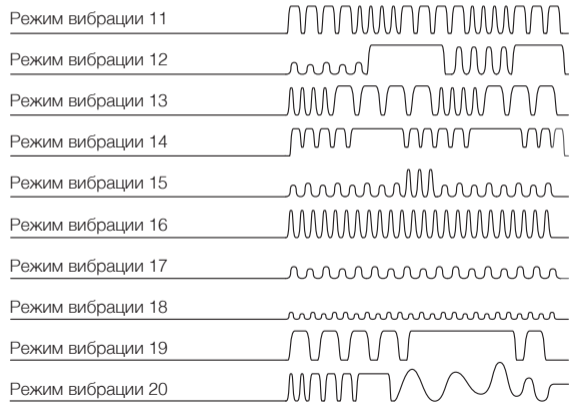 Режим вибрации 11
Режим вибрации 12
Режим вибрации 13
Режим вибрации 14
Режим вибрации 15
Режим вибрации 16
Режим вибрации 17
Режим вибрации 18
Режим вибрации 19
Режим вибрации 20